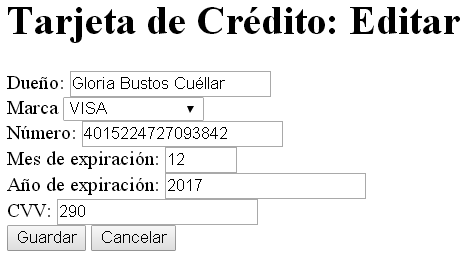 Tarjeta de Crédito: Editar
Dueño: Gloria Bustos Cuéllar
Marca VISA
Número: 4015224727093842
Mes de expiración: 12
Año de expiración: 2017
CVV: 290
Guardar Cancelar